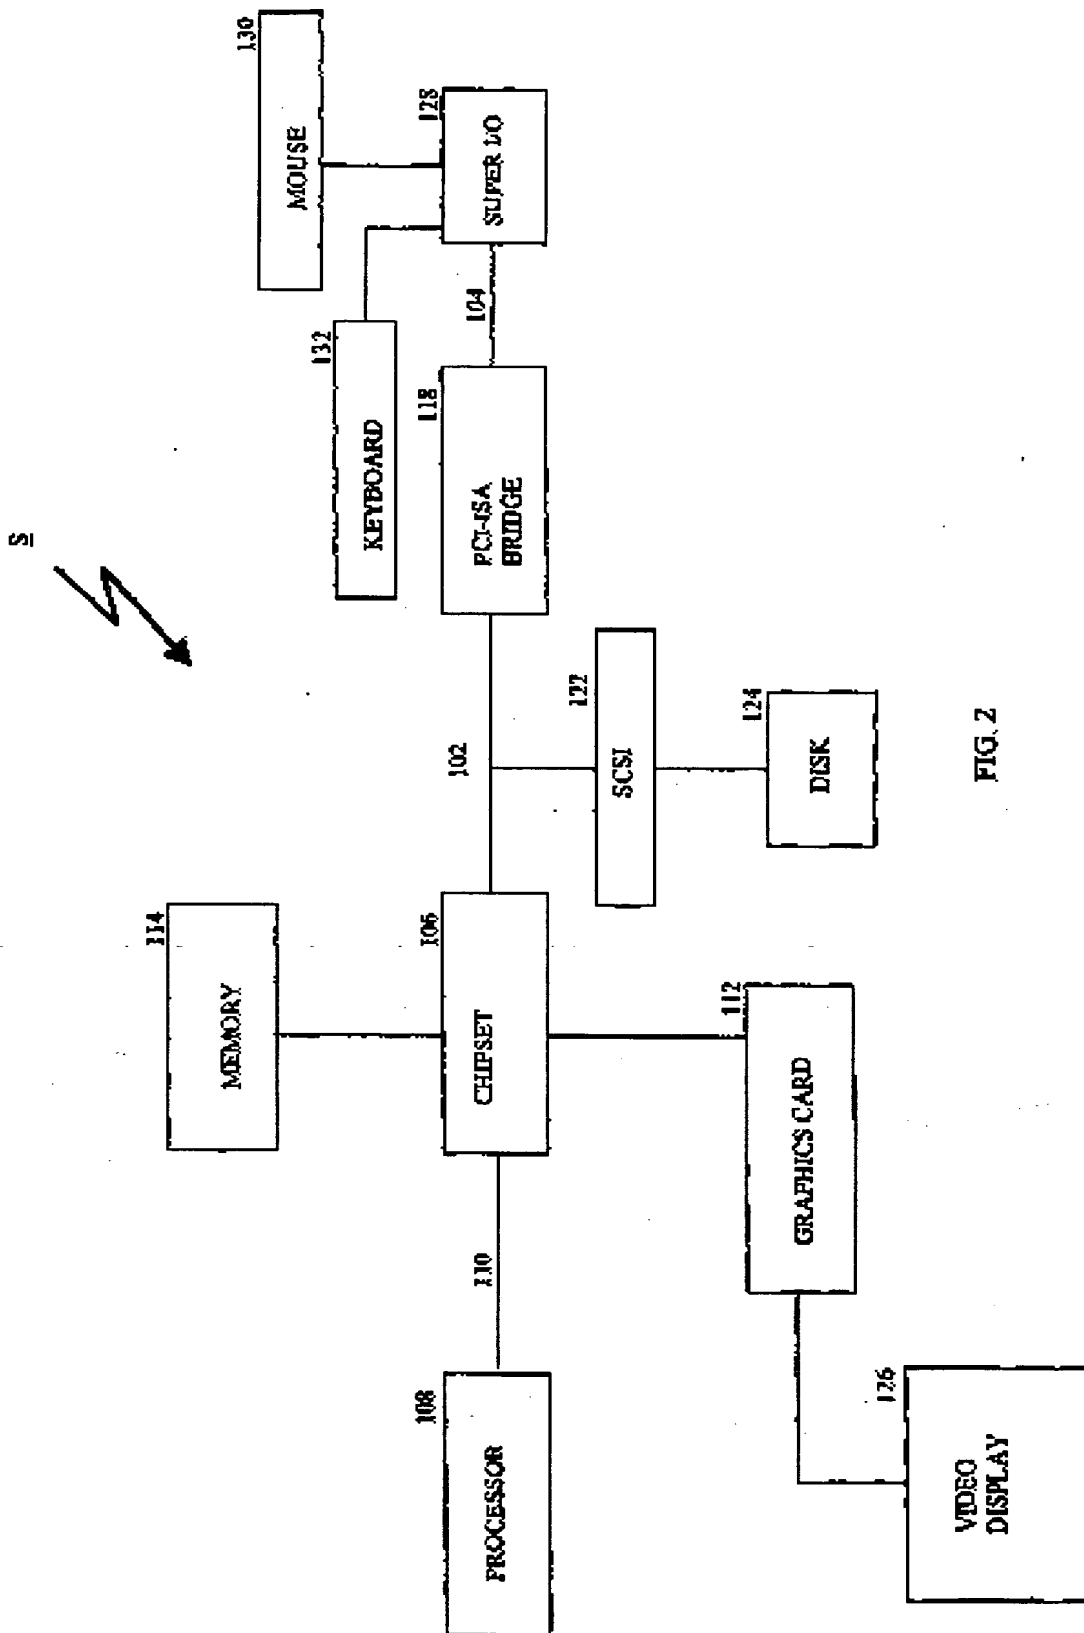 S
130
MOUSE
128
SUPER I/O
132
KEYBOARD
104
118
PCI-ISA
BRIDGE
114
MEMORY
102
122
SCSI
124
DISK
106
CHIPSET
112
GRAPHICS CARD
110
108
PROCESSOR
126
VIDEO
DISPLAY
FIG. 2